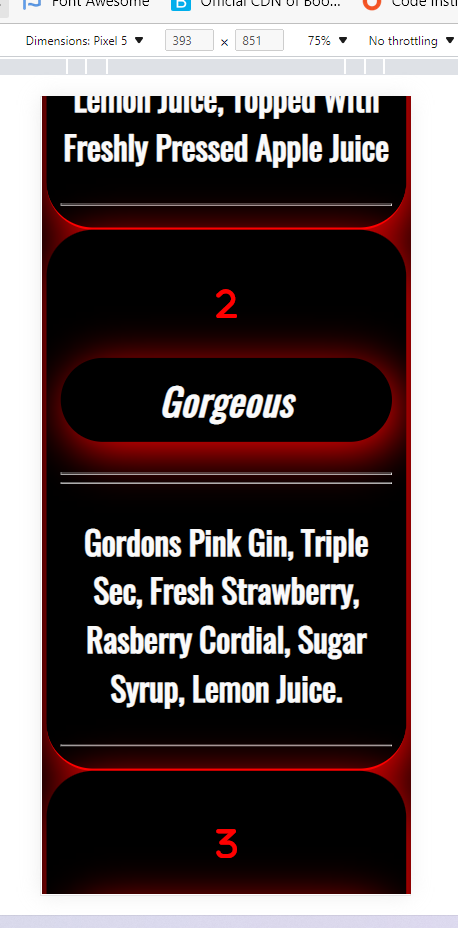 Font Awesome
Official CDN of Boo...
Code Insti
Dimensions: Pixel 5
393
x
851
75%
No throttling
Lemon Juice, Topped With
Freshly Pressed Apple Juice
2
Gorgeous
Gordons Pink Gin, Triple
Sec, Fresh Strawberry,
Rasberry Cordial, Sugar
Syrup, Lemon Juice.
3